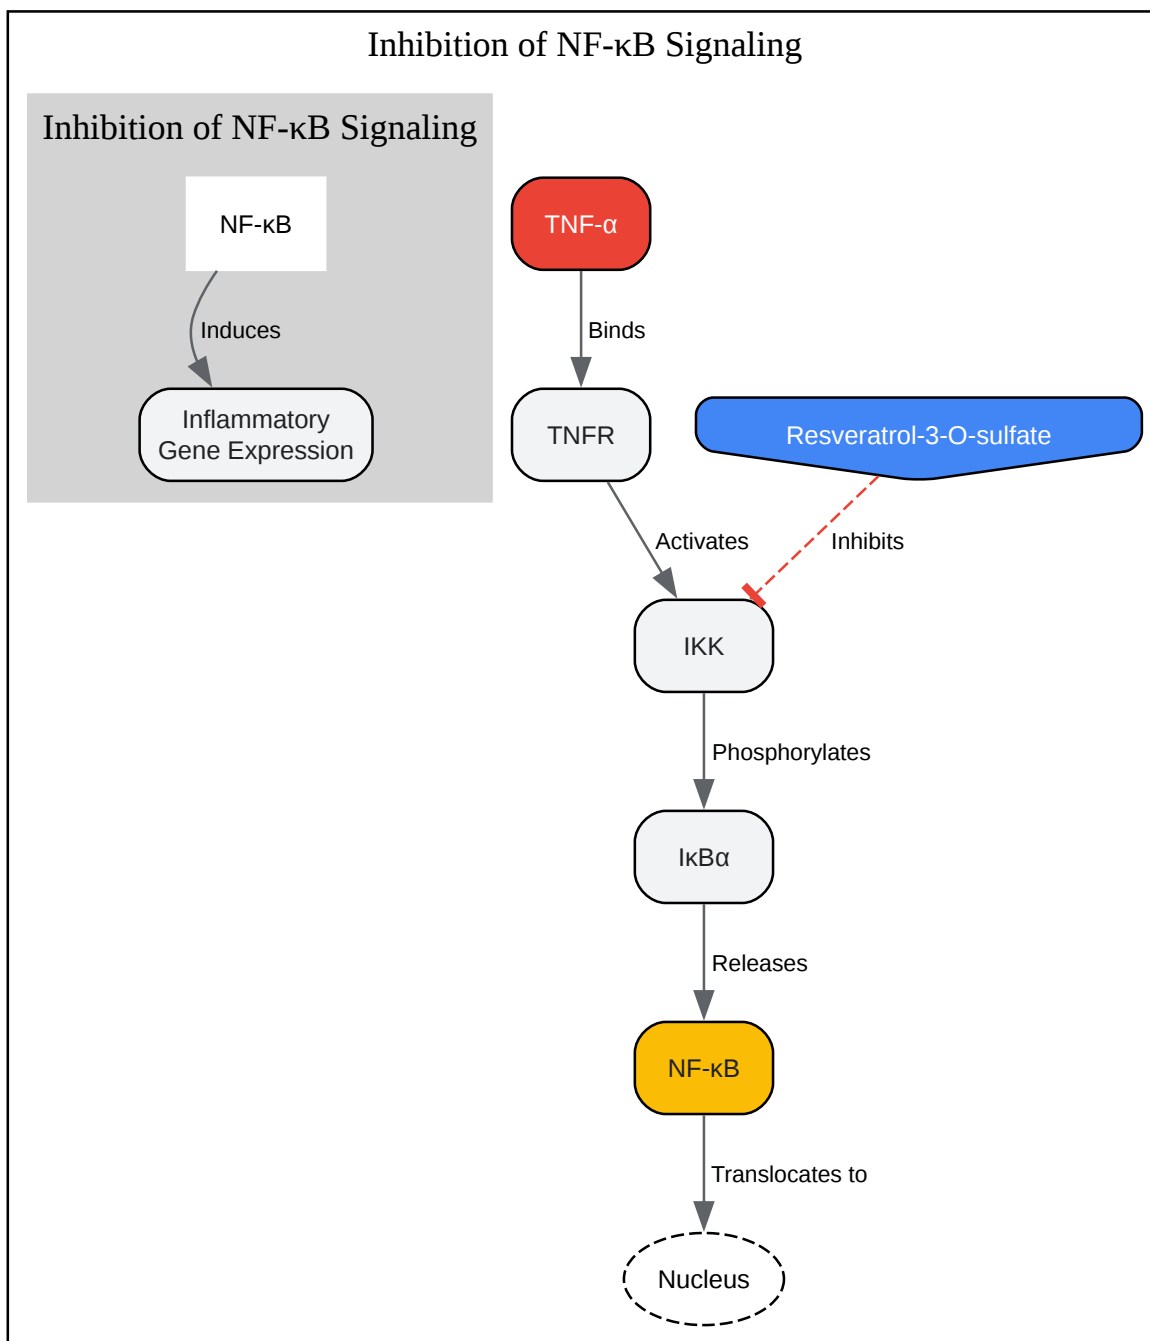 Inhibition of NF-κB Signaling
Inhibition of NF-κB Signaling
NF-κB
TNF-α
Induces
Binds
Inflammatory
Gene Expression
TNFR
Resveratrol-3-O-sulfate
Activates
Inhibits
IKK
Phosphorylates
IκBα
Releases
NF-κB
Translocates to
Nucleus